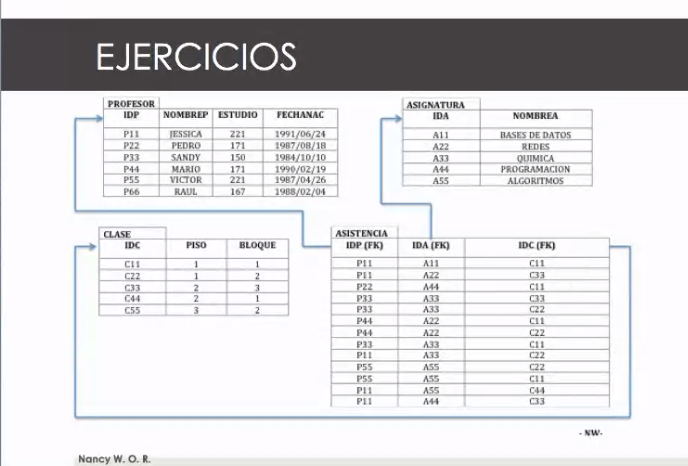 EJERCICIOS
PROFESOR
IDP NOMBREP ESTUDIO FECHANAC
P11 JESSICA 221 1991/06/24
P22 PEDRO 171 1987/08/18
P33 SANDY 150 1984/10/10
P44 MARIO 171 1990/02/19
P55 VICTOR 221 1987/04/26
P66 RAUL 167 1988/02/04
ASIGNATURA
IDA NOMBREA
A11 BASES DE DATOS
A22 REDES
A33 QUIMICA
A44 PROGRAMACION
A55 ALGORITMOS
CLASE
IDC PISO BLOQUE
C11 1 1
C22 1 2
C33 2 3
C44 2 1
C55 3 2
ASISTENCIA
IDP (FK) IDA (FK) IDC (FK)
P11 A11 C11
P11 A22 C33
P22 A44 C11
P33 A33 C33
P33 A33 C22
P44 A22 C11
P44 A22 C22
P33 A33 C11
P11 A33 C22
P55 A55 C22
P55 A55 C11
P11 A55 C44
P11 A44 C33
- NW-
Nancy W. O. R.